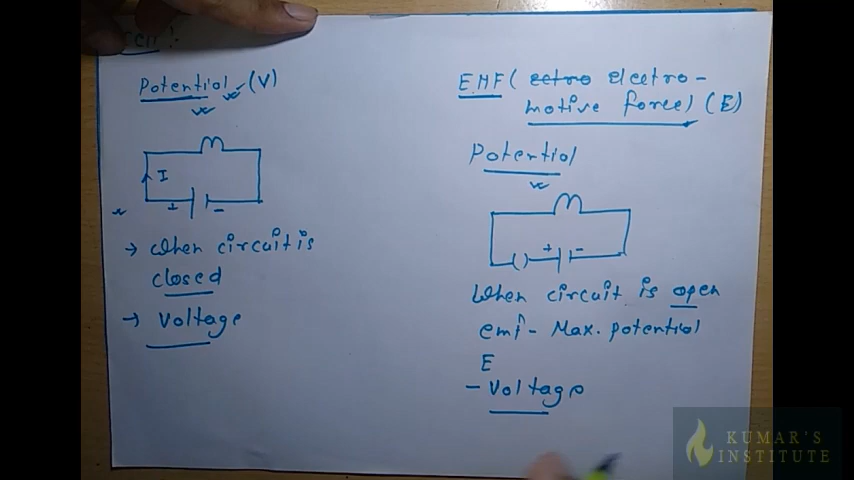 Cell :-
Potential - (V)
I
+ -
→ When circuit is
closed
→ Voltage
EMF ( electro -
motive force) (E)
Potential
+ -
When circuit is open
emf - Max. potential
E
- Voltage
KUMAR'S
INSTITUTE